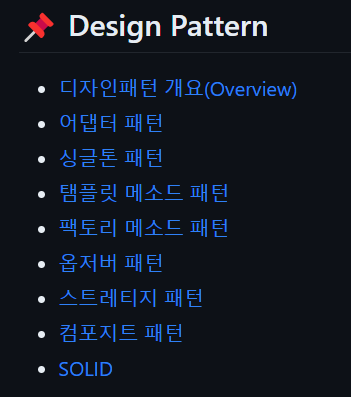 Design Pattern
디자인패턴 개요(Overview)
어댑터 패턴
싱글톤 패턴
탬플릿 메소드 패턴
팩토리 메소드 패턴
옵저버 패턴
스트레티지 패턴
컴포지트 패턴
SOLID